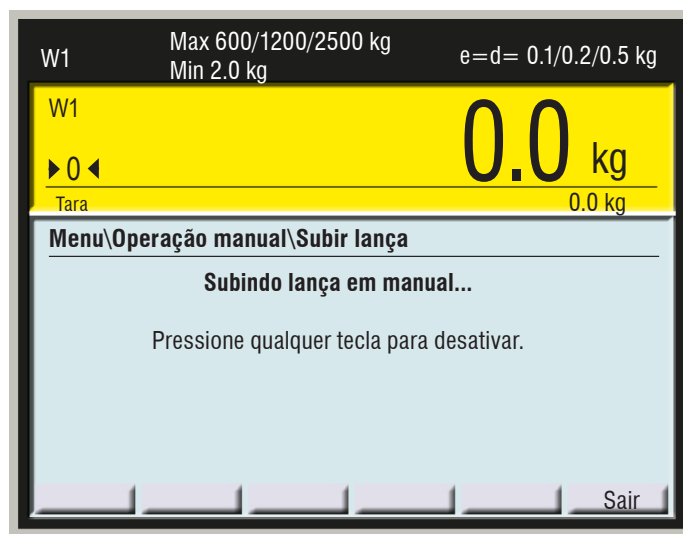 W1
Max 600/1200/2500 kg
Min 2.0 kg
e=d= 0.1/0.2/0.5 kg
W1
0.0 kg
0
Tara
0.0 kg
Menu\Operação manual\Subir lança
Subindo lança em manual...
Pressione qualquer tecla para desativar.
Sair